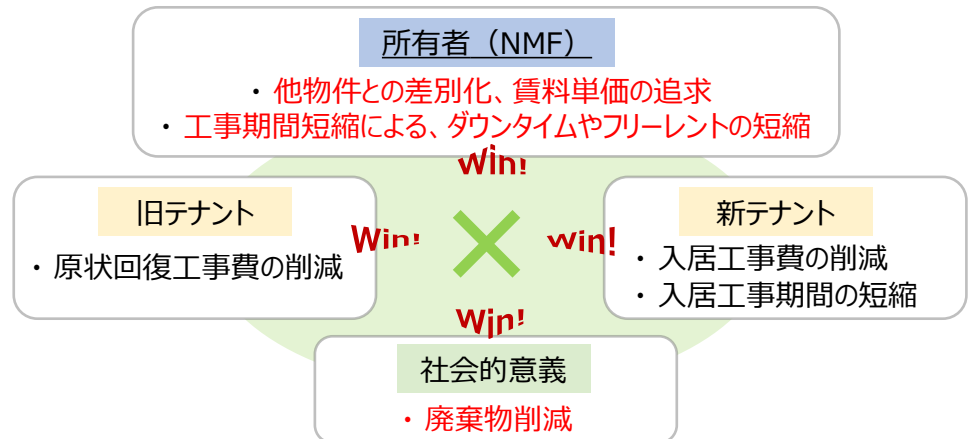 所有者（NMF）
・他物件との差別化、賃料単価の追求
・工事期間短縮による、ダウンタイムやフリーレントの短縮
Win!
旧テナント
・原状回復工事費の削減
Win!
Win!
新テナント
・入居工事費の削減
・入居工事期間の短縮
Win!
社会的意義
・廃棄物削減